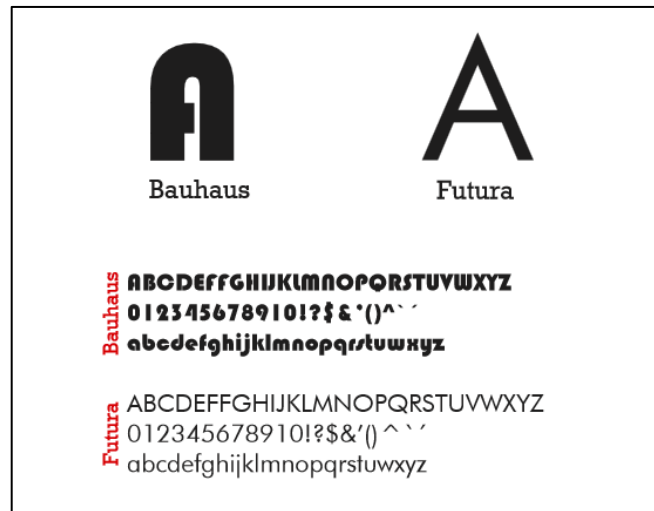 A
A
Bauhaus
Futura
Bauhaus
ABCDEFFGHIJKLMNOPQRSTUVWXYZ
012345678910!?$&'()^`´
abcdefghijklmnopqrstuwxyz
Futura
ABCDEFFGHIJKLMNOPQRSTUVWXYZ
012345678910!?$&'()^`´
abcdefghijklmnopqrstuwxyz